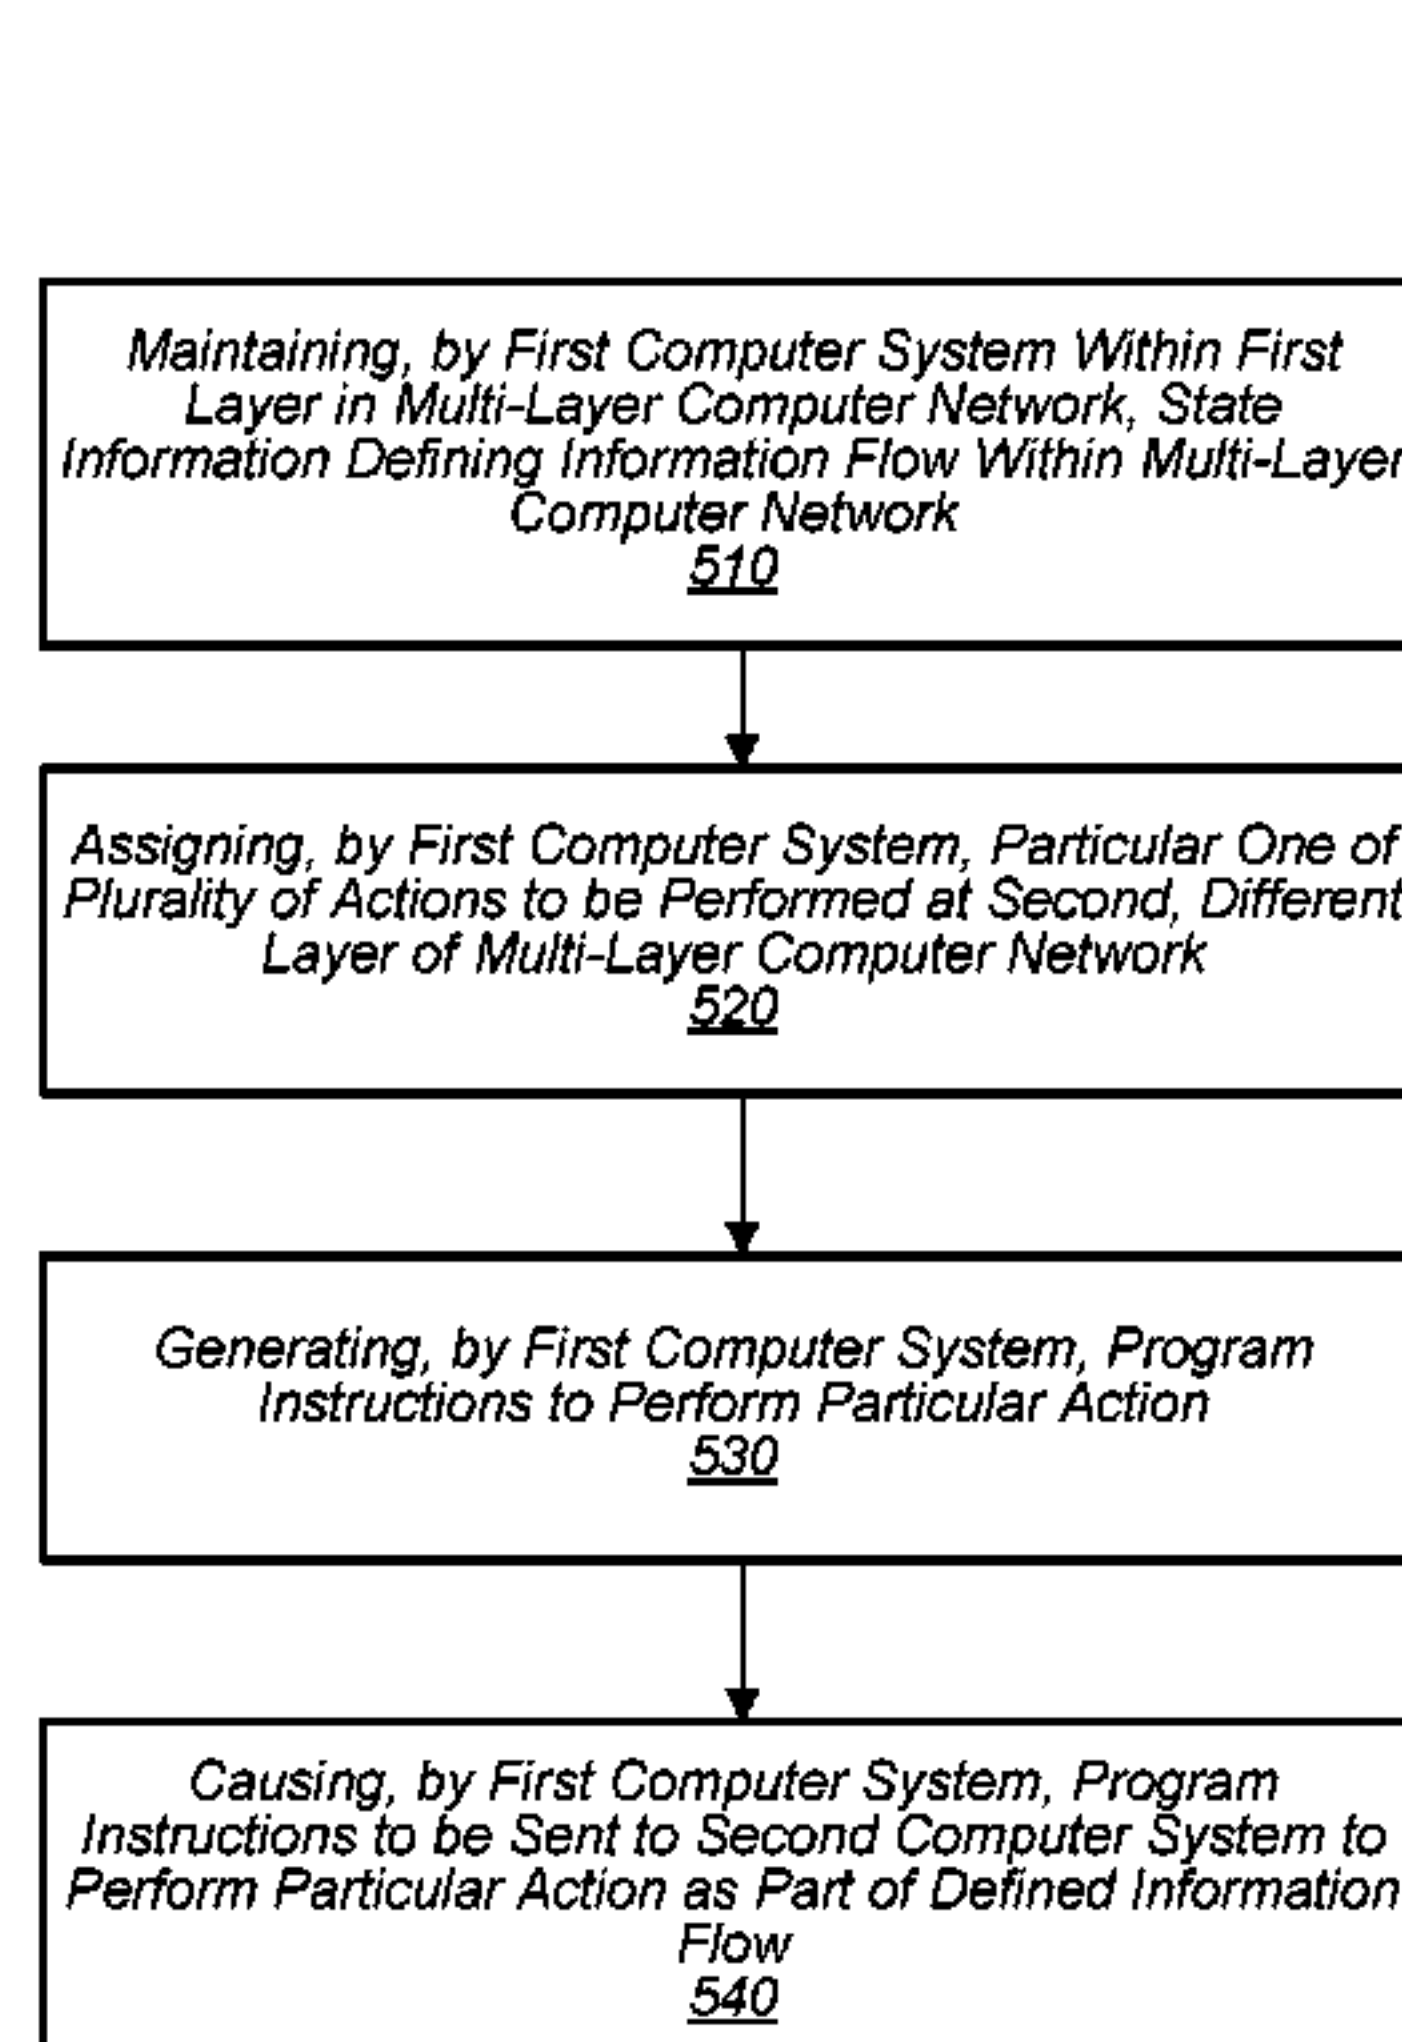 Maintaining, by First Computer System Within First
Layer in Multi-Layer Computer Network, State
Information Defining Information Flow Within Multi-Layer
Computer Network
510
Assigning, by First Computer System, Particular One of
Plurality of Actions to be Performed at Second, Different
Layer of Multi-Layer Computer Network
520
Generating, by First Computer System, Program
Instructions to Perform Particular Action
530
Causing, by First Computer System, Program
Instructions to be Sent to Second Computer System to
Perform Particular Action as Part of Defined Information
Flow
540